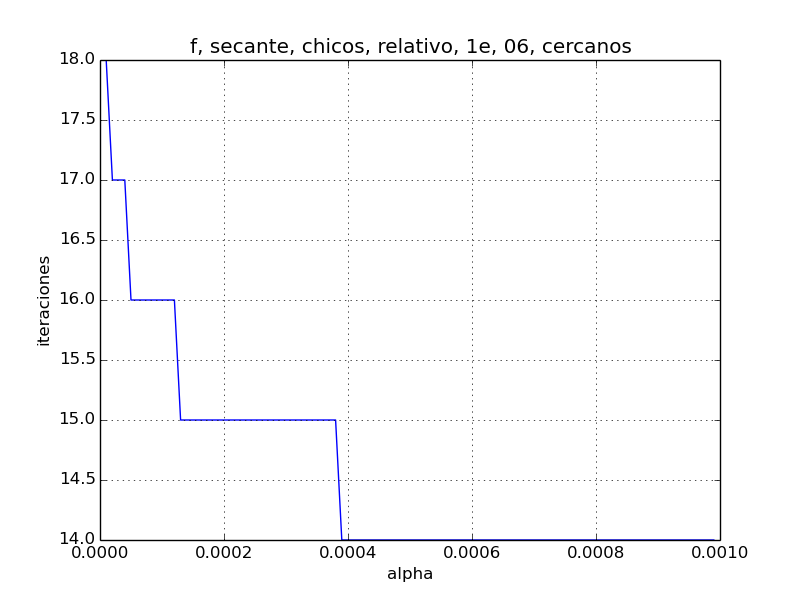 f, secante, chicos, relativo, 1e, 06, cercanos
18.0
17.5
17.0
16.5
16.0
15.5
15.0
14.5
14.0
iteraciones
0.0000 0.0002 0.0004 0.0006 0.0008 0.0010
alpha